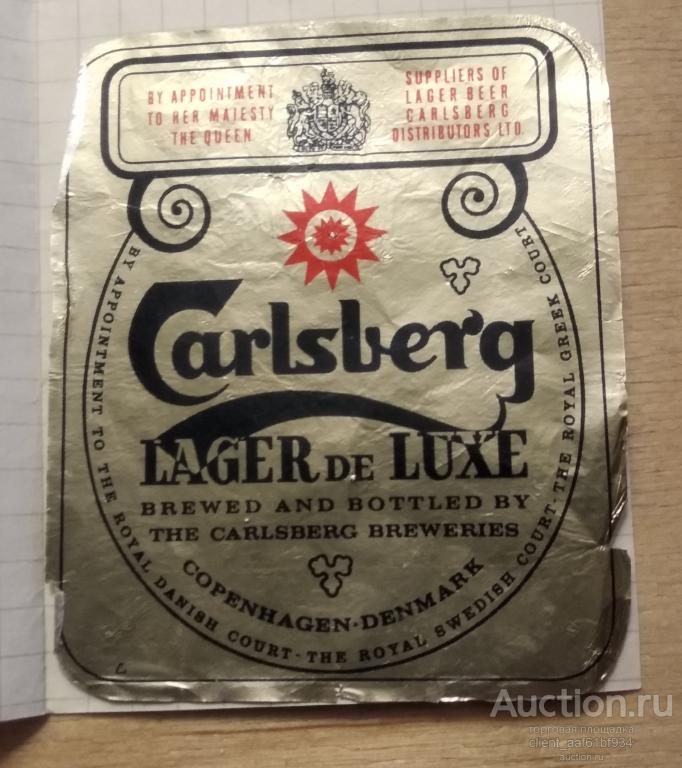 BY APPOINTMENT
TO HER MAJESTY
THE QUEEN
SUPPLIERS OF
LAGER BEER
CARLSBERG
DISTRIBUTORS LTD.
Carlsberg
LAGER DE LUXE
BREWED AND BOTTLED BY
THE CARLSBERG BREWERIES
COPENHAGEN·DENMARK
BY APPOINTMENT TO THE ROYAL DANISH COURT·THE ROYAL SWEDISH COURT·THE ROYAL GREEK COURT
C
Auction.ru
торговая площадка
client_aaf61bf934
auction.ru